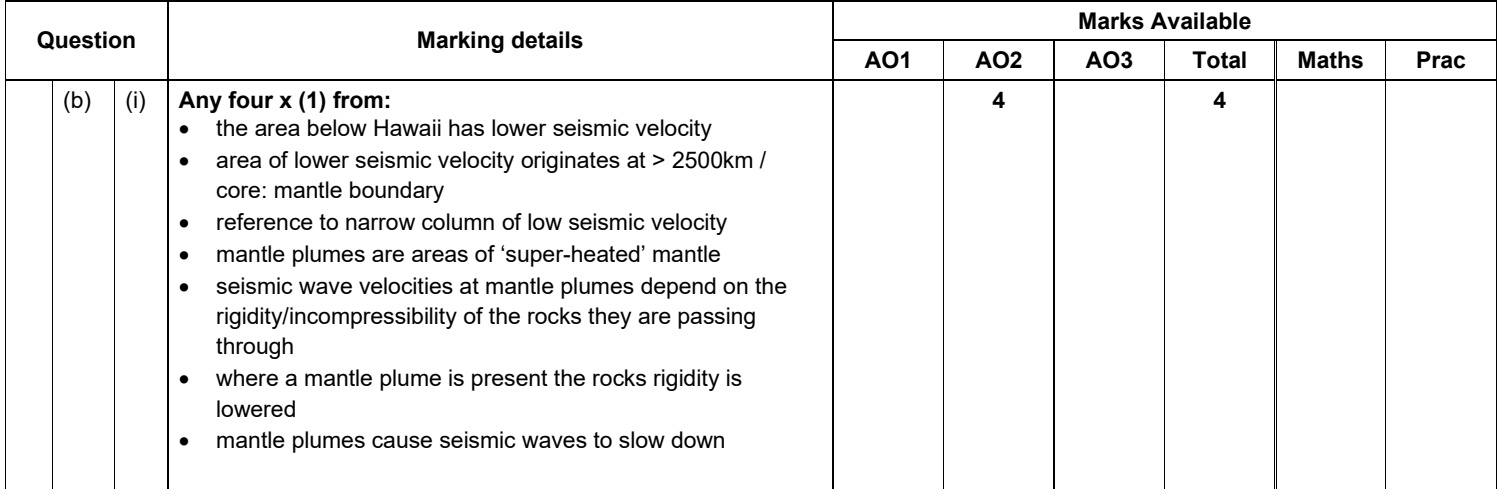 Question
Marking details
Marks Available
AO1 AO2 AO3 Total Maths Prac
(b) (i) Any four x (1) from: 4 4
• the area below Hawaii has lower seismic velocity
• area of lower seismic velocity originates at > 2500km /
core: mantle boundary
• reference to narrow column of low seismic velocity
• mantle plumes are areas of ‘super-heated’ mantle
• seismic wave velocities at mantle plumes depend on the
rigidity/incompressibility of the rocks they are passing
through
• where a mantle plume is present the rocks rigidity is
lowered
• mantle plumes cause seismic waves to slow down